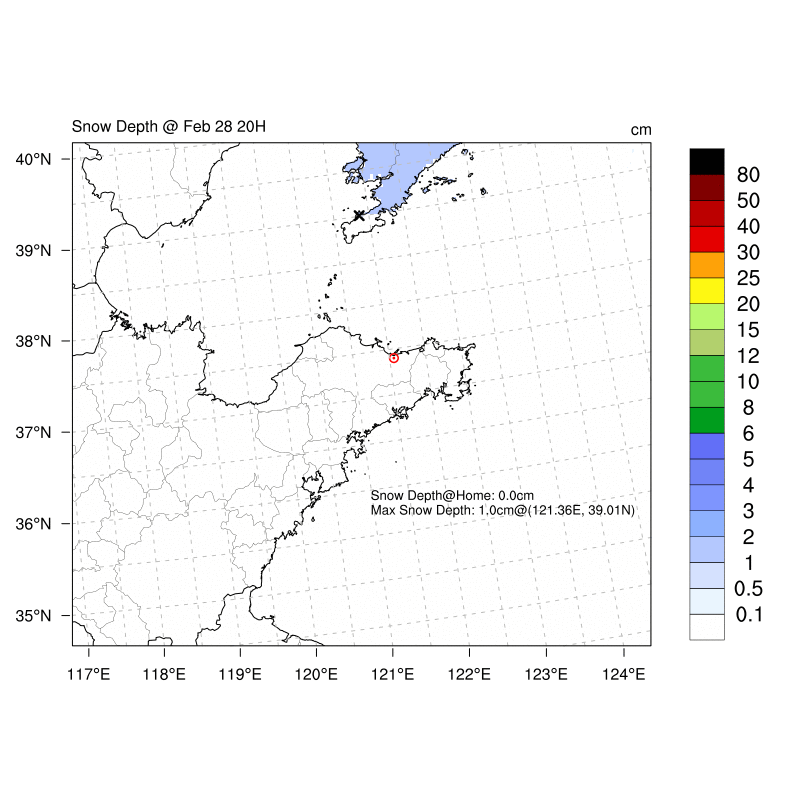 Snow Depth @ Feb 28 20H
cm
40°N
39°N
38°N
37°N
36°N
35°N
117°E 118°E 119°E 120°E 121°E 122°E 123°E 124°E
Snow Depth@Home: 0.0cm
Max Snow Depth: 1.0cm@(121.36E, 39.01N)
80
50
40
30
25
20
15
12
10
8
6
5
4
3
2
1
0.5
0.1